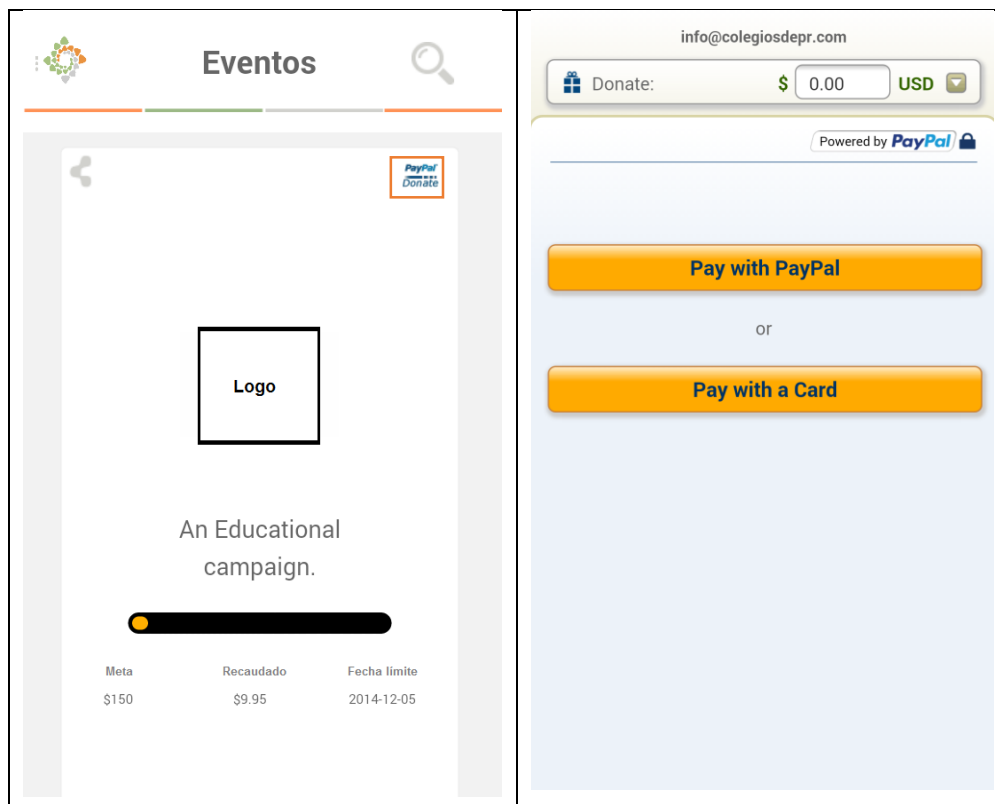 Eventos
PayPal
Donate
Logo
An Educational
campaign.
Meta Recaudado Fecha límite
$150 $9.95 2014-12-05
info@colegiosdepr.com
Donate: $ 0.00 USD
Powered by PayPal
Pay with PayPal
or
Pay with a Card